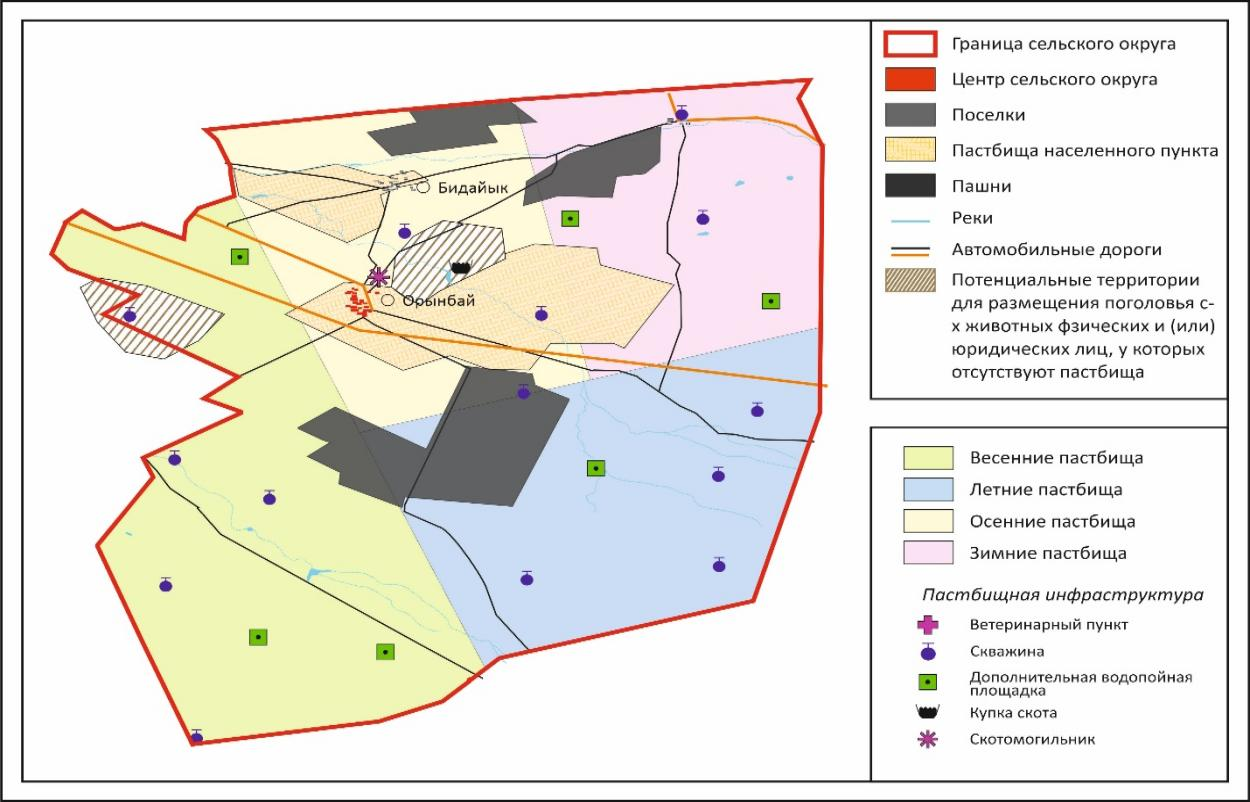 Бидайык
Орынбай
Граница сельского округа
Центр сельского округа
Поселки
Пастбища населенного пункта
Пашни
Реки
Автомобильные дороги
Потенциальные территории
для размещения поголовья с-
х животных фзических и (или)
юридических лиц, у которых
отсутствуют пастбища
Весенние пастбища
Летние пастбища
Осенние пастбища
Зимние пастбища
Пастбищная инфраструктура
Ветеринарный пункт
Скважина
Дополнительная водопойная
площадка
Купка скота
Скотомогильник